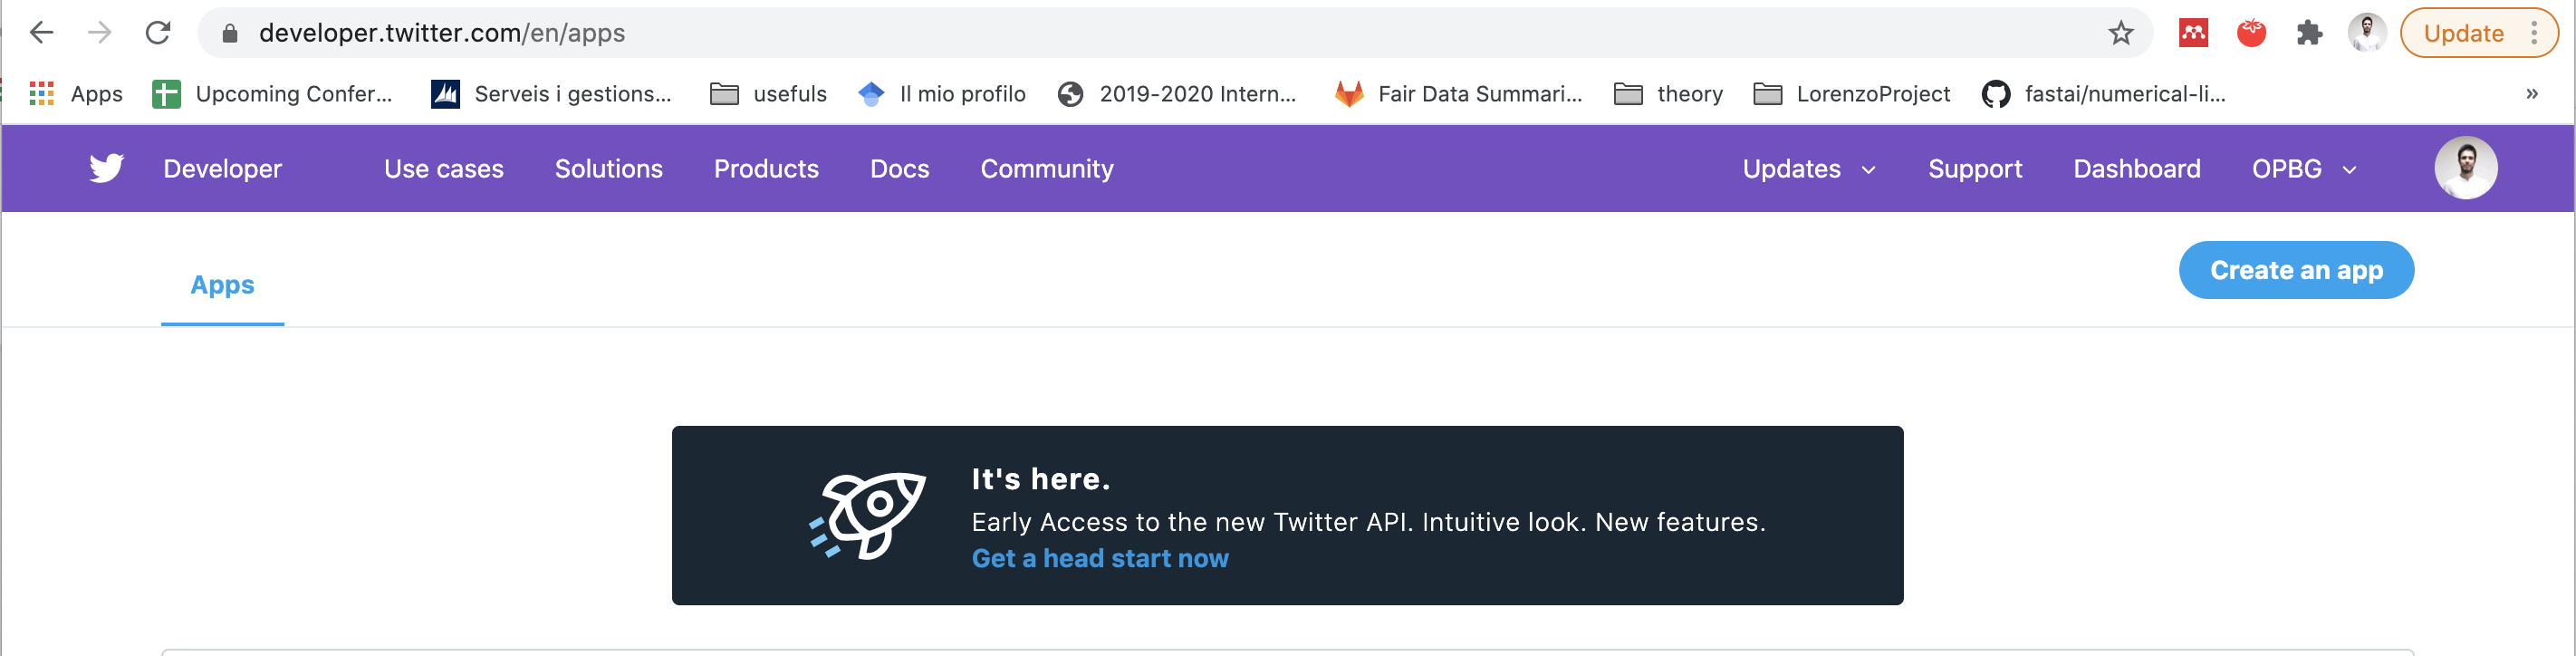 developer.twitter.com/en/apps
Update
Apps Upcoming Confer... Serveis i gestions... usefuls Il mio profilo 2019-2020 Intern... Fair Data Summari... theory LorenzoProject fastai/numerical-li... »
Developer Use cases Solutions Products Docs Community Updates Support Dashboard OPBG
Apps
Create an app
It's here.
Early Access to the new Twitter API. Intuitive look. New features.
Get a head start now